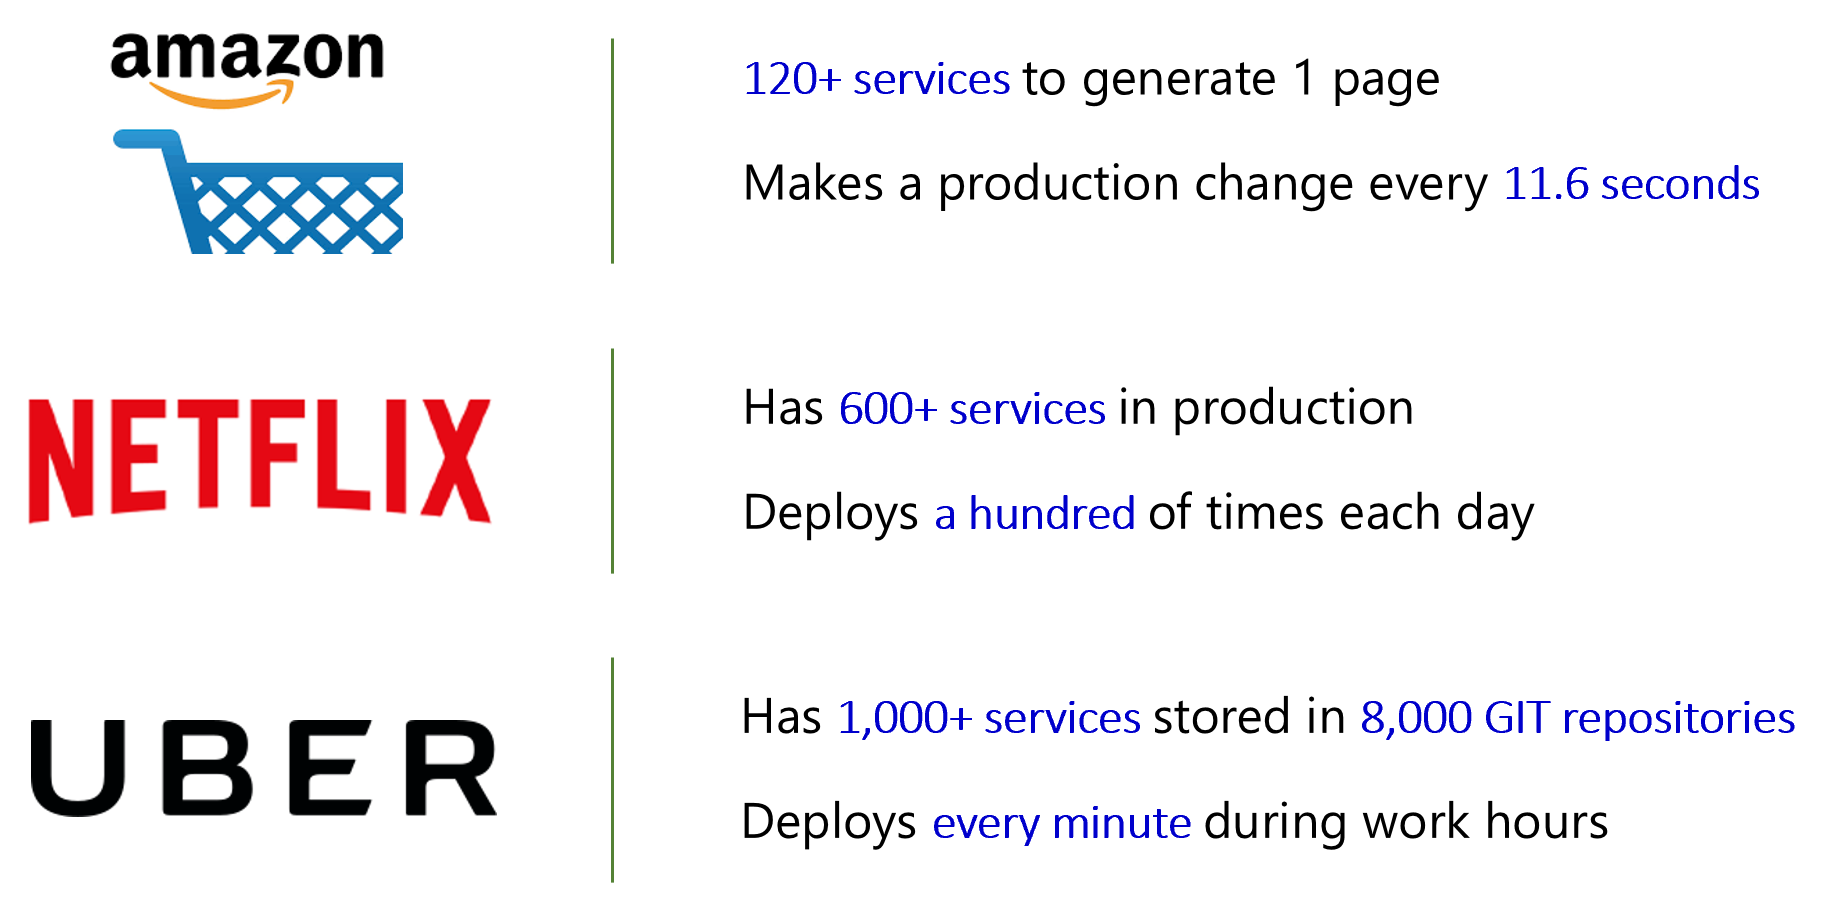 amazon
120+ services to generate 1 page
Makes a production change every 11.6 seconds
NETFLIX
Has 600+ services in production
Deploys a hundred of times each day
UBER
Has 1,000+ services stored in 8,000 GIT repositories
Deploys every minute during work hours